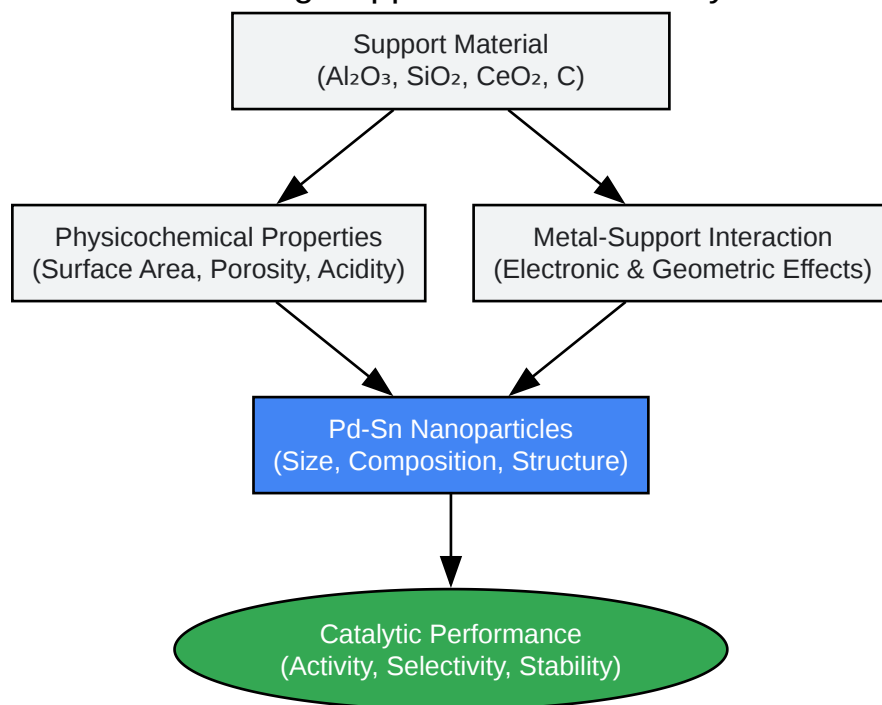 Support Material
(Al₂O₃, SiO₂, CeO₂, C)
Physicochemical Properties
(Surface Area, Porosity, Acidity)
Metal-Support Interaction
(Electronic & Geometric Effects)
Pd-Sn Nanoparticles
(Size, Composition, Structure)
Catalytic Performance
(Activity, Selectivity, Stability)